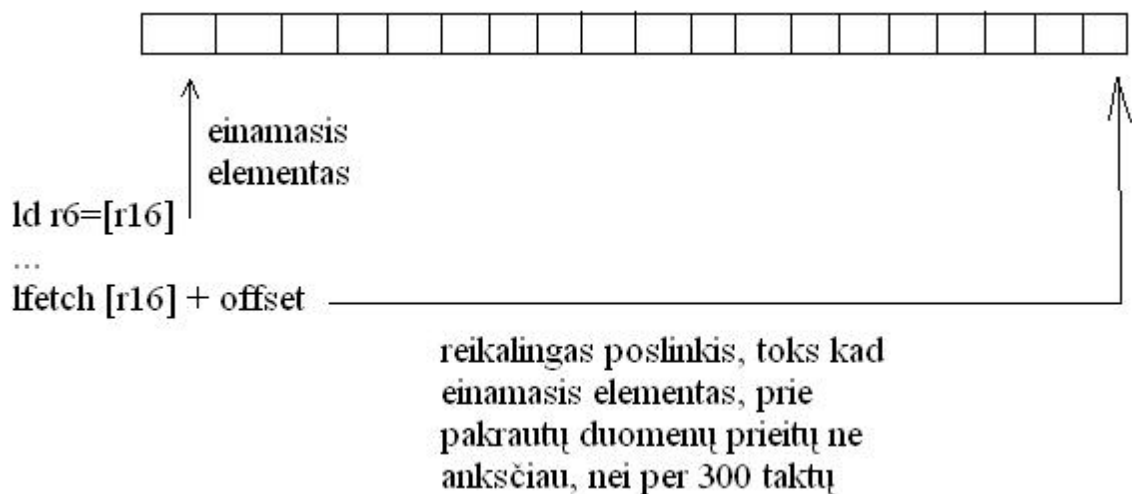 einamasis
elementas
ld r6=[r16]
...
lfetch [r16] + offset
reikalingas poslinkis, toks kad
einamasis elementas, prie
pakrautų duomenų prieitų ne
anksčiau, nei per 300 taktų